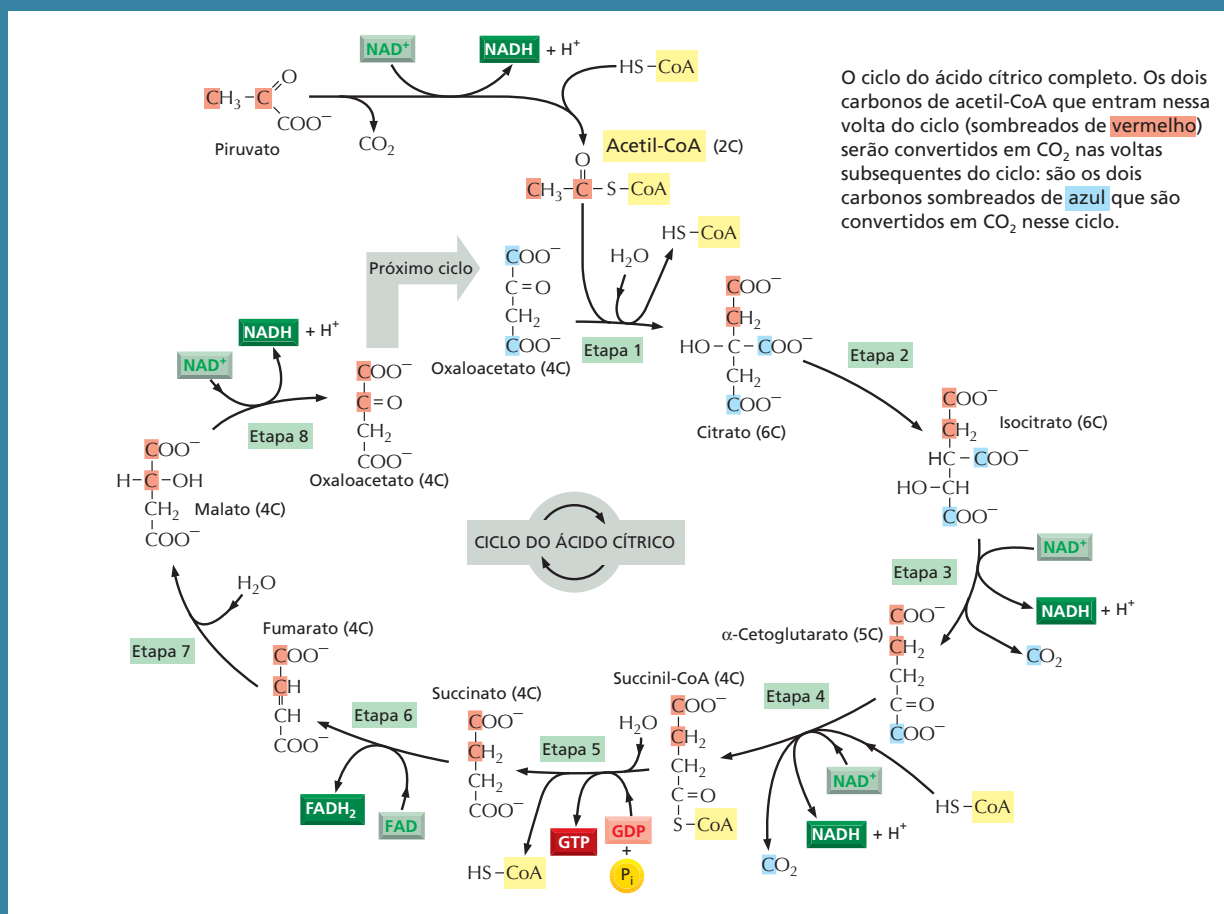 NAD⁺
NADH + H⁺
HS–CoA
CH₃–C
O
COO⁻
Piruvato
CO₂
O ciclo do ácido cítrico completo. Os dois
carbonos de acetil-CoA que entram nessa
volta do ciclo (sombreados de vermelho)
serão convertidos em CO₂ nas voltas
subsequentes do ciclo: são os dois
carbonos sombreados de azul que são
convertidos em CO₂ nesse ciclo.
Acetil-CoA (2C)
O
CH₃–C–S–CoA
HS–CoA
H₂O
Próximo ciclo
COO⁻
C=O
CH₂
COO⁻
Oxaloacetato (4C)
Etapa 1
COO⁻
CH₂
HO–C–COO⁻
CH₂
COO⁻
Citrato (6C)
Etapa 2
COO⁻
CH₂
HC–COO⁻
HO–CH
COO⁻
Isocitrato (6C)
Etapa 3
NAD⁺
NADH + H⁺
CO₂
α-Cetoglutarato (5C)
COO⁻
CH₂
CH₂
C=O
COO⁻
Etapa 4
HS–CoA
NAD⁺
NADH + H⁺
CO₂
Succinil-CoA (4C)
COO⁻
CH₂
CH₂
C=O
S–CoA
Etapa 5
H₂O
GDP
+
Pᵢ
GTP
HS–CoA
Succinato (4C)
COO⁻
CH₂
CH₂
COO⁻
Etapa 6
FAD
FADH₂
Fumarato (4C)
COO⁻
CH
CH
COO⁻
Etapa 7
H₂O
Malato (4C)
COO⁻
H–C–OH
CH₂
COO⁻
Etapa 8
NAD⁺
NADH + H⁺
COO⁻
C=O
CH₂
COO⁻
Oxaloacetato (4C)
CICLO DO ÁCIDO CÍTRICO